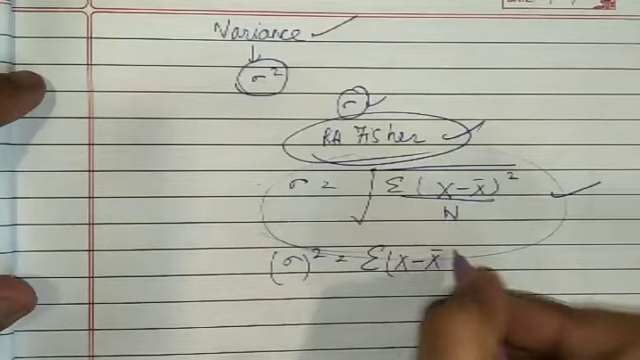 Variance ✓
↓
σ²
σ ✓
RA Fisher ✓
σ = √ Σ(x-x̄)² / N ✓
(σ)² = Σ(x-x̄